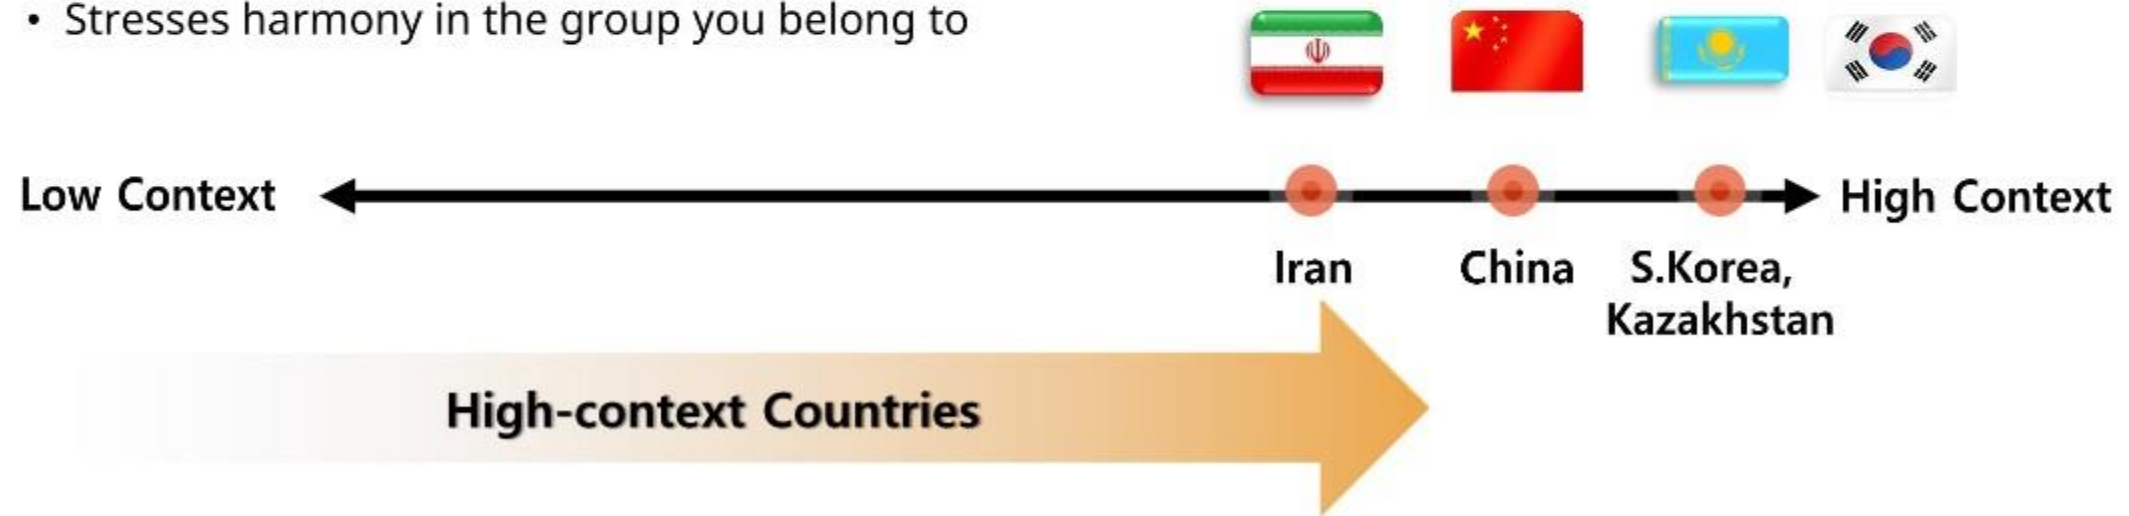 • Stresses harmony in the group you belong to
Low Context
High Context
Iran
China
S.Korea,
Kazakhstan
High-context Countries